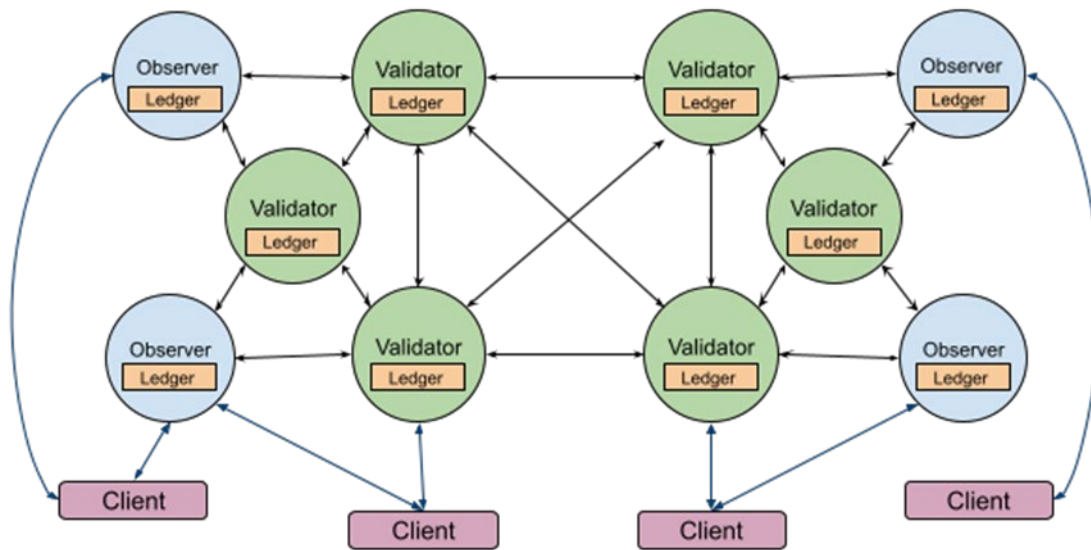 Observer
Ledger
Validator
Ledger
Validator
Ledger
Observer
Ledger
Validator
Ledger
Validator
Ledger
Observer
Ledger
Validator
Ledger
Validator
Ledger
Observer
Ledger
Client
Client
Client
Client